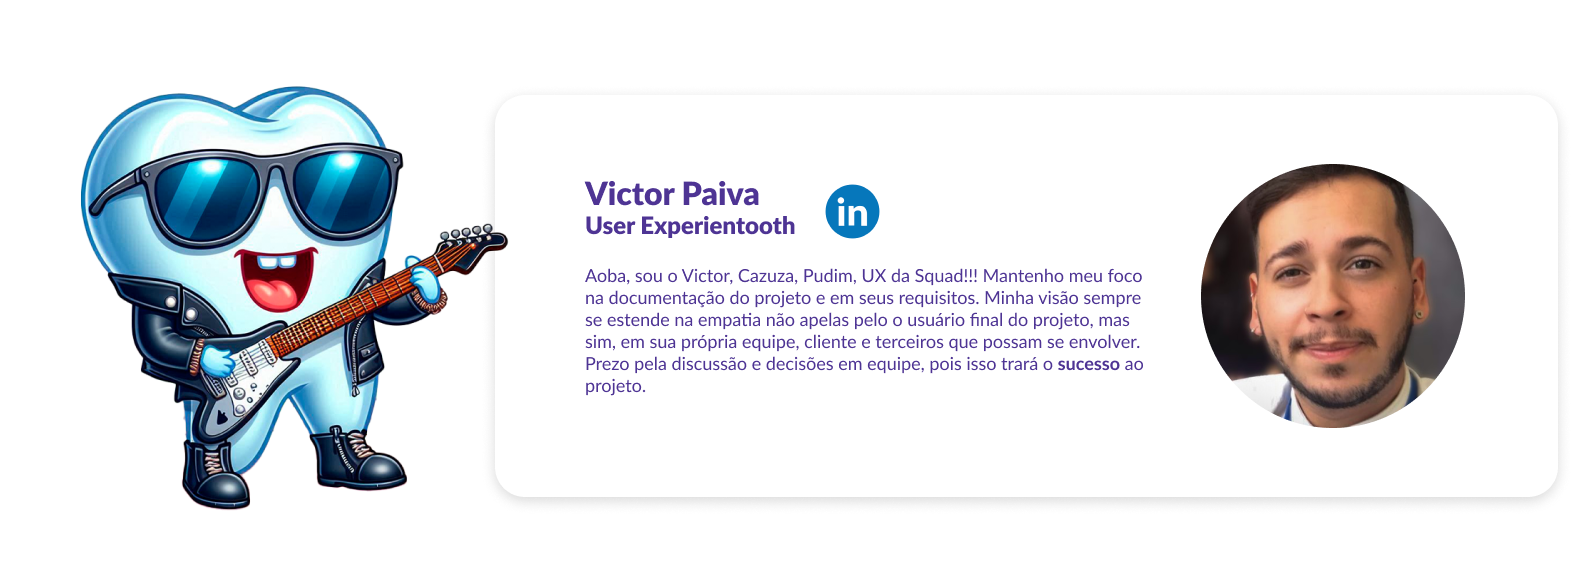 Victor Paiva
User Experientooth
in
Aoba, sou o Victor, Cazuza, Pudim, UX da Squad!!! Mantenho meu foco
na documentação do projeto e em seus requisitos. Minha visão sempre
se estende na empatia não apelas pelo o usuário final do projeto, mas
sim, em sua própria equipe, cliente e terceiros que possam se envolver.
Prezo pela discussão e decisões em equipe, pois isso trará o sucesso ao
projeto.